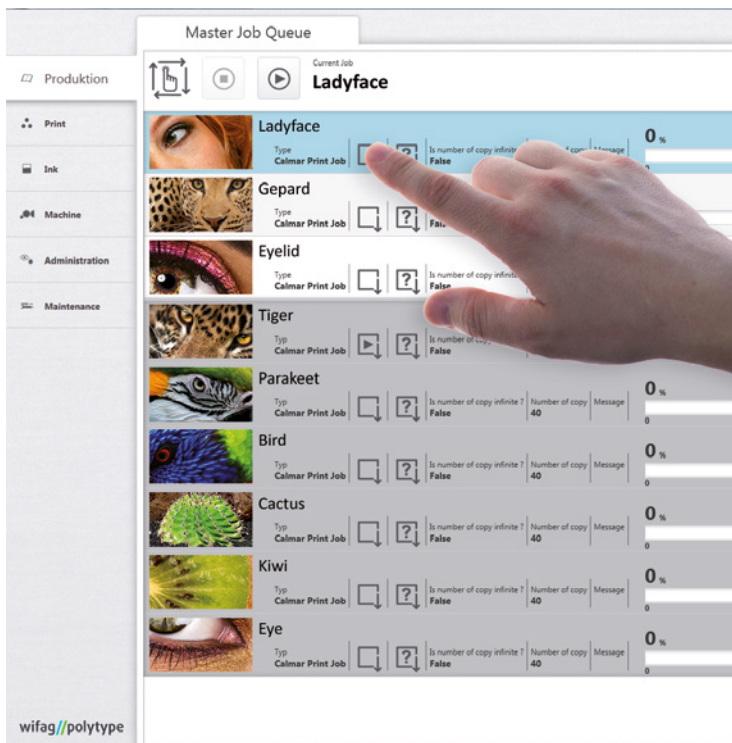 Master Job Queue
Produktion
Print
Ink
Machine
Administration
Maintenance
Current Job
Ladyface
Ladyface
Type
Calmar Print Job
?
Is number of copy infinite ?
False
of copy
Message
0 %
0
Gepard
Type
Calmar Print Job
?
Eyelid
Type
Calmar Print Job
?
Is number of copy
False
Tiger
Typ
Calmar Print Job
?
Is number of
False
Parakeet
Typ
Calmar Print Job
?
Is number of copy infinite ?
False
Number of copy
40
Message
0 %
0
Bird
Typ
Calmar Print Job
?
Is number of copy infinite ?
False
Number of copy
40
Message
0 %
0
Cactus
Typ
Calmar Print Job
?
Is number of copy infinite ?
False
Number of copy
40
Message
0 %
0
Kiwi
Typ
Calmar Print Job
?
Is number of copy infinite ?
False
Number of copy
40
Message
0 %
0
Eye
Typ
Calmar Print Job
?
Is number of copy infinite ?
False
Number of copy
40
Message
0 %
0
wifag//polytype